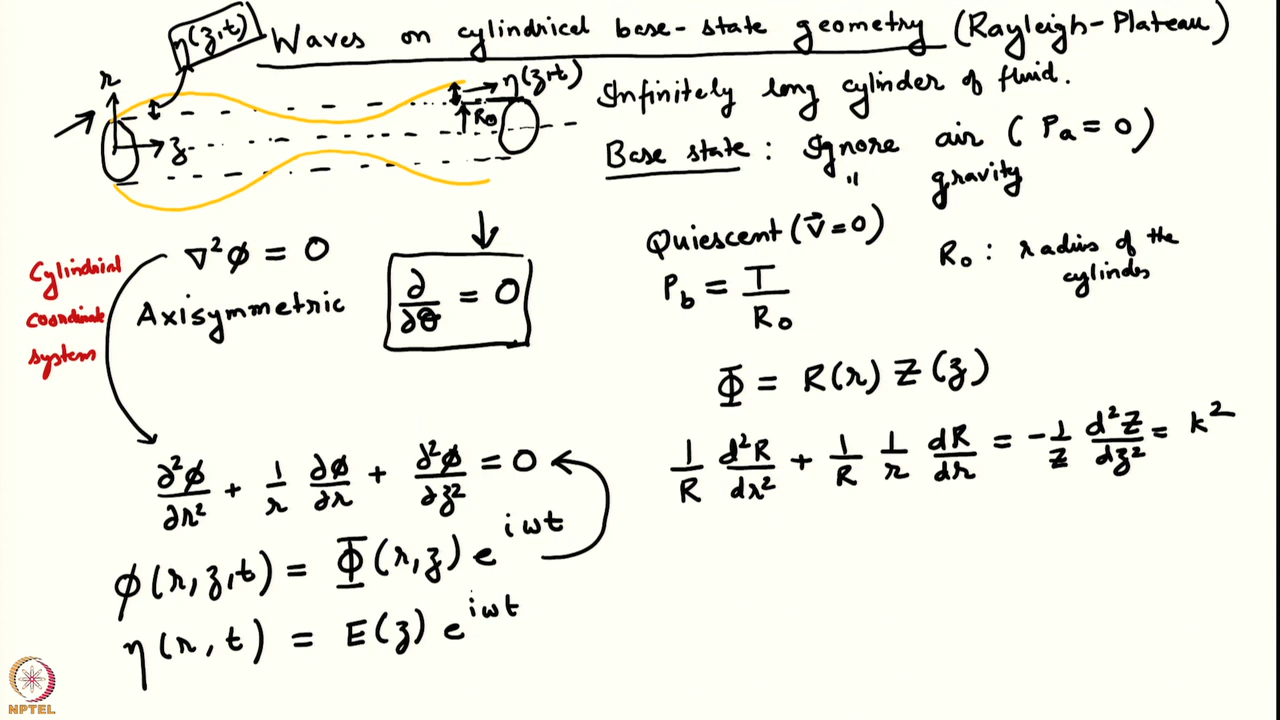 η(z,t) Waves on cylindrical base-state geometry (Rayleigh-Plateau)
r
η(z,t)
R₀
z
Infinitely long cylinder of fluid.
Base state : Ignore air ( Pₐ = 0 )
" gravity
Quiescent (v⃗ = 0)
R₀ : radius of the cylinder
P_b = T / R₀
∇²φ = 0
Cylindrial
coordinate
system
Axisymmetric
∂/∂θ = 0
Φ = R(r) Z(z)
∂²φ/∂r² + 1/r ∂φ/∂r + ∂²φ/∂z² = 0
1/R d²R/dr² + 1/R 1/r dR/dr = -1/Z d²Z/dz² = k²
φ(r,z,t) = Φ(r,z) e^{iωt}
η(r,t) = E(z) e^{iωt}
NPTEL